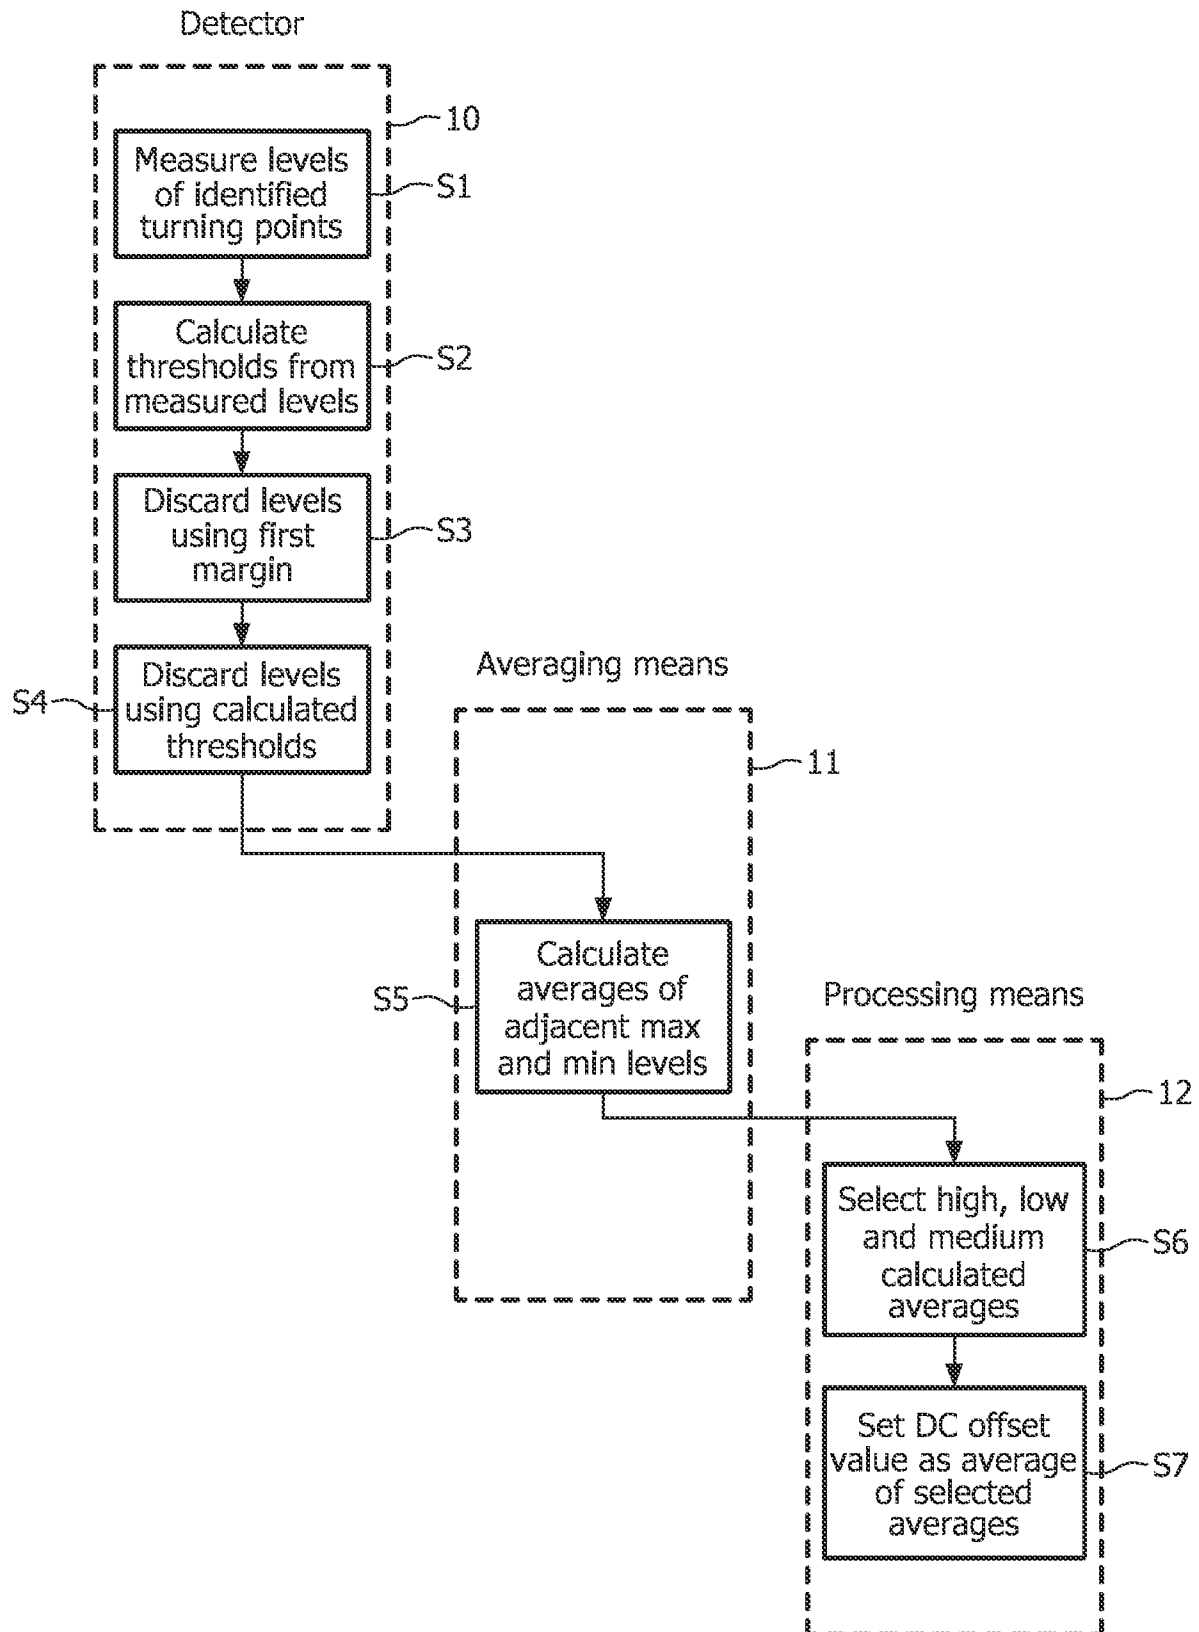 Detector
10
Measure levels
of identified
turning points
S1
Calculate
thresholds from
measured levels
S2
Discard levels
using first
margin
S3
Discard levels
using calculated
thresholds
S4
Averaging means
11
Calculate
averages of
adjacent max
and min levels
S5
Processing means
12
Select high, low
and medium
calculated
averages
S6
Set DC offset
value as average
of selected
averages
S7